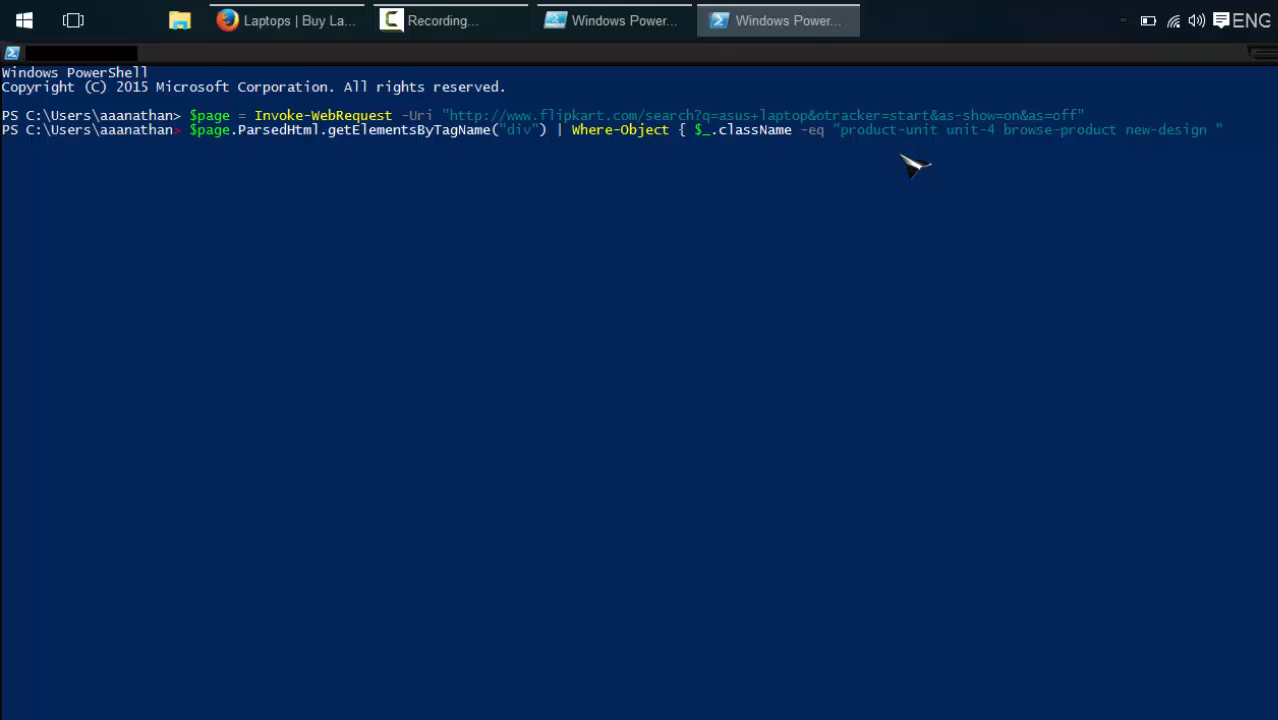 Laptops | Buy La...
Recording...
Windows Power...
Windows Power...
ENG
Windows PowerShell
Copyright (C) 2015 Microsoft Corporation. All rights reserved.
PS C:\Users\aaanathan> $page = Invoke-WebRequest -Uri "http://www.flipkart.com/search?q=asus+laptop&otracker=start&as-show=on&as=off"
PS C:\Users\aaanathan> $page.ParsedHtml.getElementsByTagName("div") | Where-Object { $_.className -eq "product-unit unit-4 browse-product new-design "